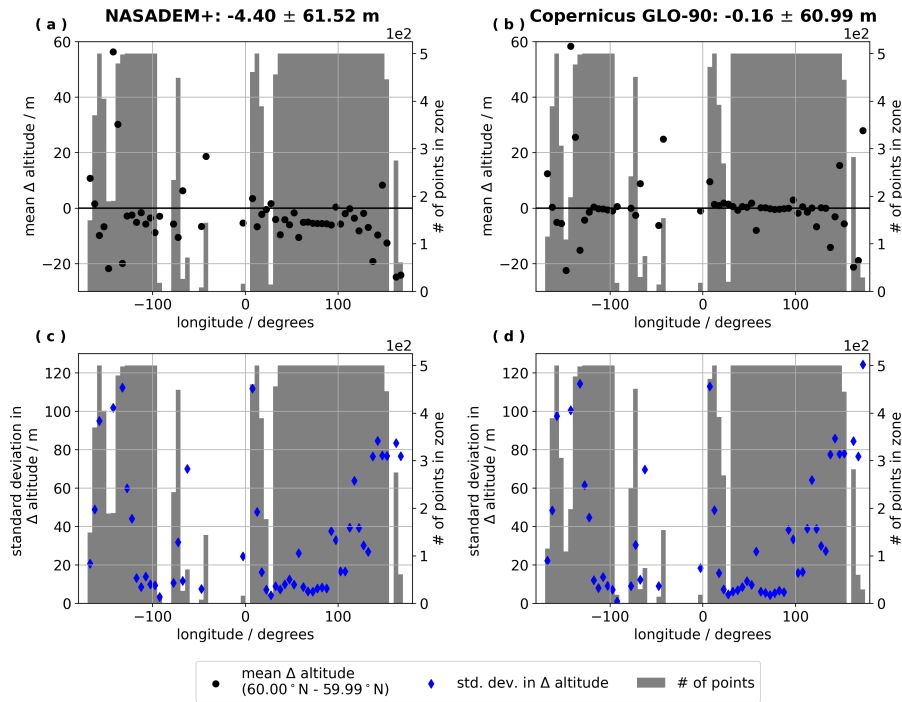 NASADEM+: -4.40 ± 61.52 m
Copernicus GLO-90: -0.16 ± 60.99 m
( a )
1e2
( b )
1e2
60
40
20
0
−20
mean Δ altitude / m
5
4
3
2
1
0
# of points in zone
−100
0
100
longitude / degrees
60
40
20
0
−20
mean Δ altitude / m
5
4
3
2
1
0
# of points in zone
−100
0
100
longitude / degrees
( c )
1e2
( d )
1e2
120
100
80
60
40
20
0
standard deviation in
Δ altitude / m
5
4
3
2
1
0
# of points in zone
−100
0
100
longitude / degrees
120
100
80
60
40
20
0
standard deviation in
Δ altitude / m
5
4
3
2
1
0
# of points in zone
−100
0
100
longitude / degrees
mean Δ altitude
(60.00°N - 59.99°N)
std. dev. in Δ altitude
# of points